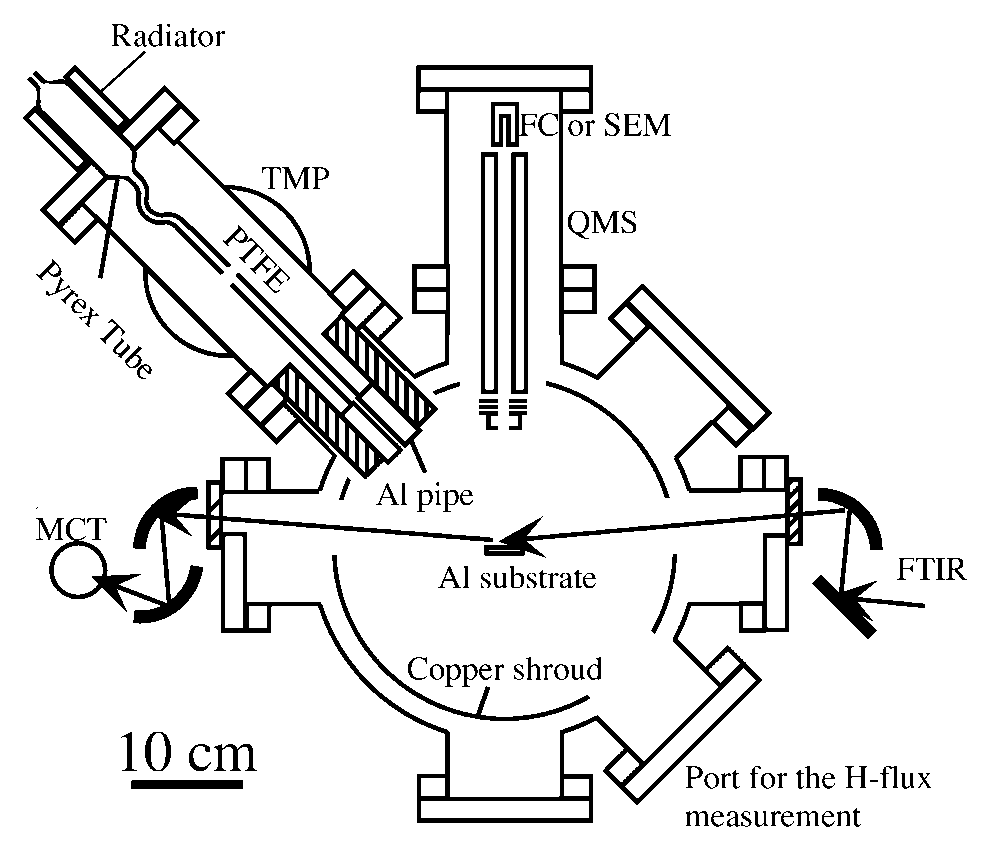 Radiator
FC or SEM
TMP
QMS
PTFE
Pyrex Tube
Al pipe
MCT
Al substrate
FTIR
Copper shroud
10 cm
Port for the H-flux
measurement